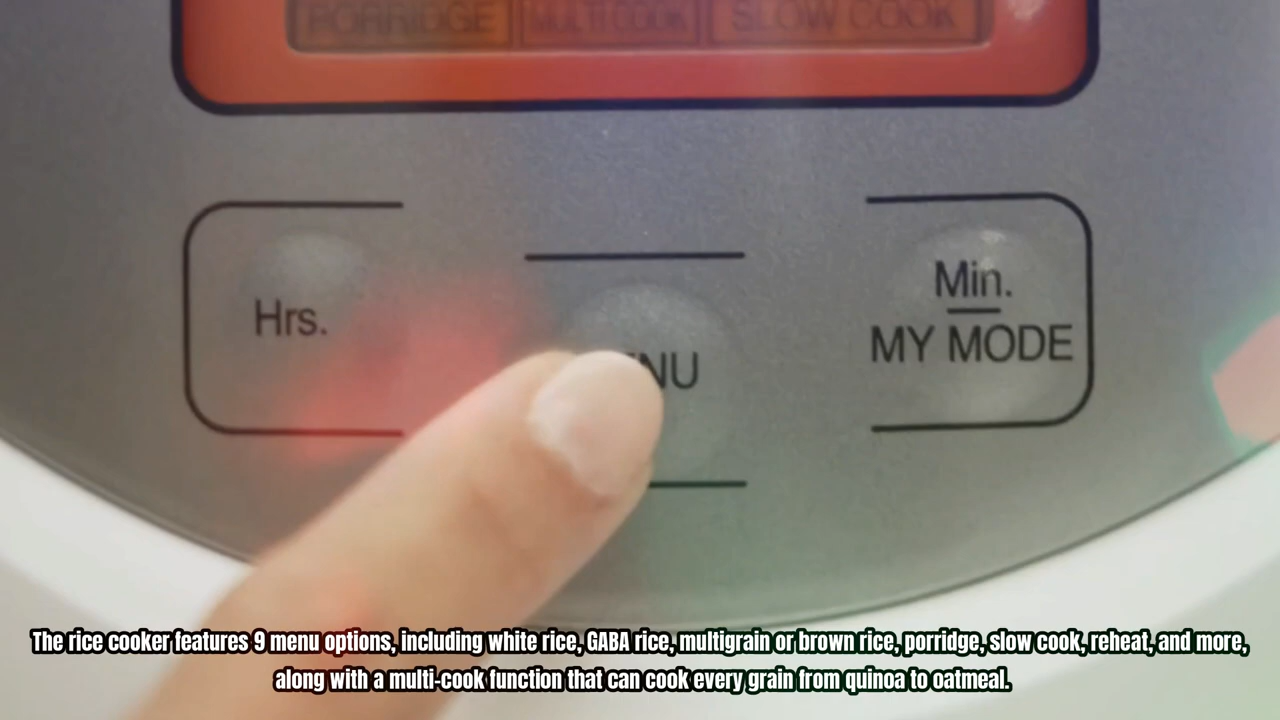 PORRIDGE MULTI COOK SLOW COOK
Hrs.
NU
Min.
MY MODE
The rice cooker features 9 menu options, including white rice, GABA rice, multigrain or brown rice, porridge, slow cook, reheat, and more,
along with a multi-cook function that can cook every grain from quinoa to oatmeal.